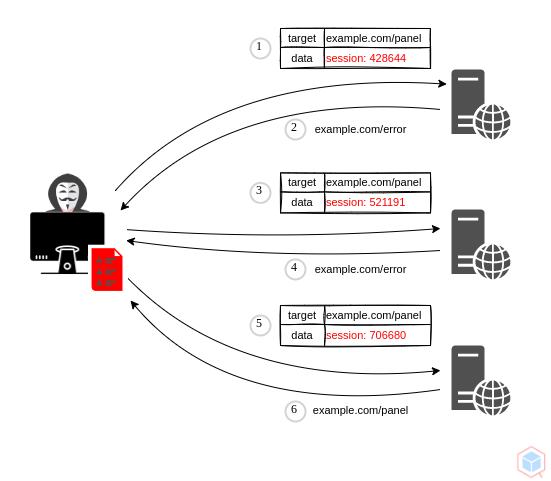 1
target example.com/panel
data session: 428644
2 example.com/error
3
target example.com/panel
data session: 521191
4 example.com/error
5
target example.com/panel
data session: 706680
6 example.com/panel